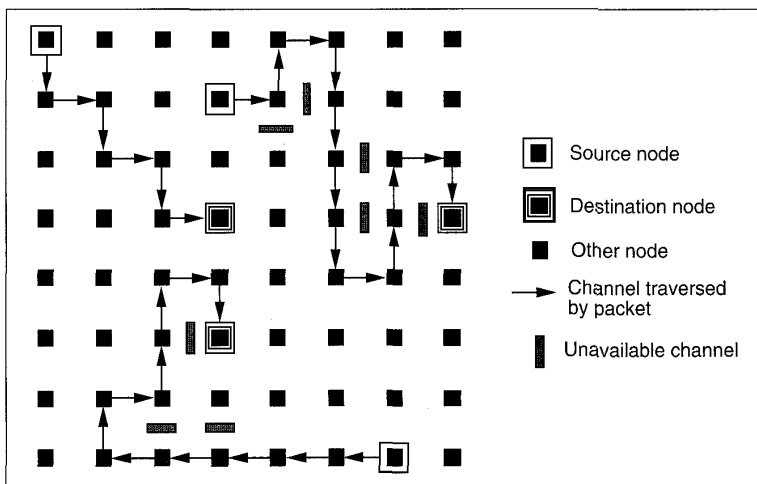 Source node
Destination node
Other node
Channel traversed
by packet
Unavailable channel